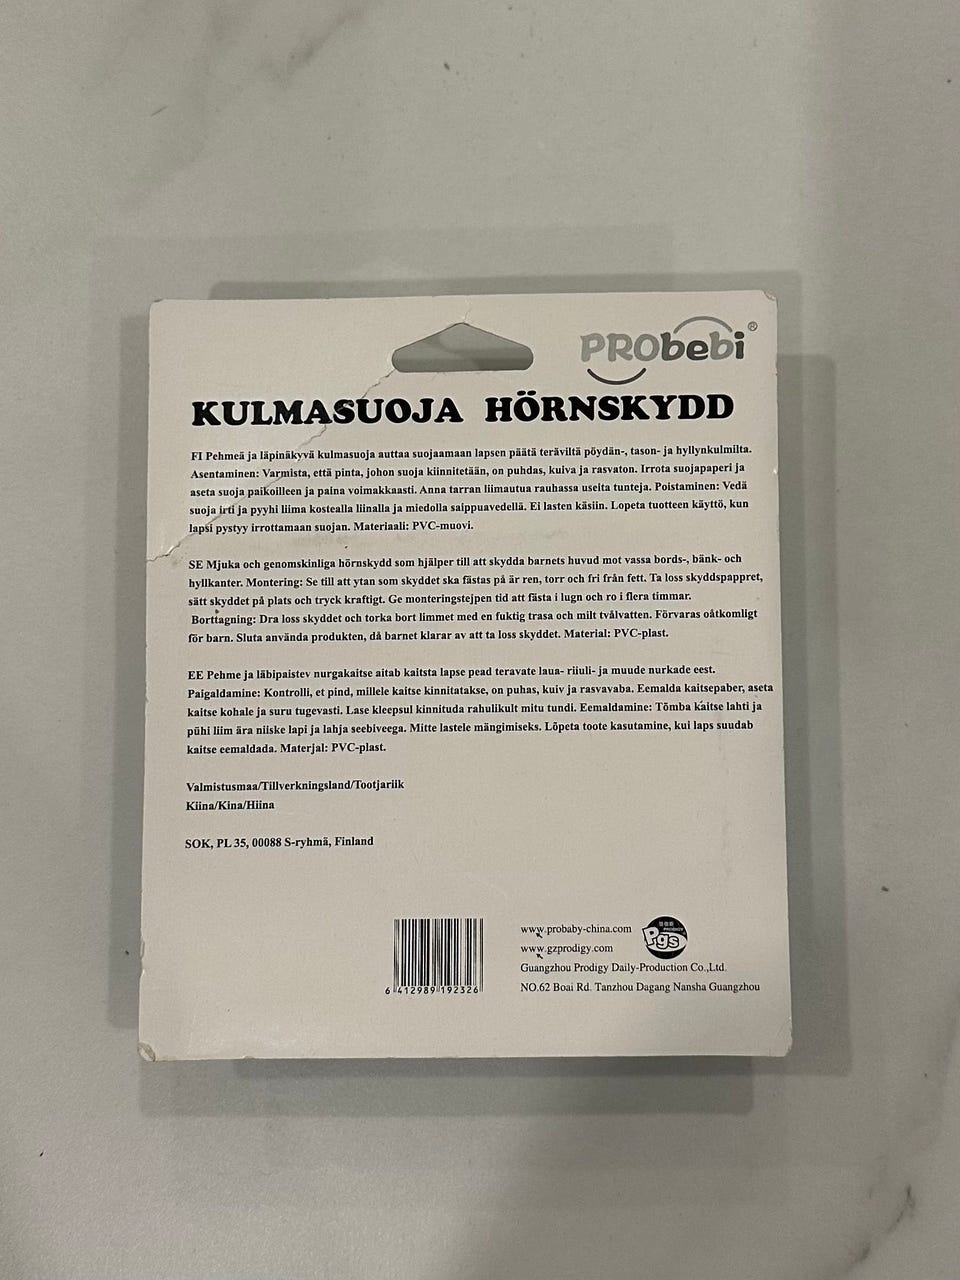 PRObebi®
KULMASUOJA HÖRNSKYDD
FI Pehmeä ja läpinäkyvä kulmasuoja auttaa suojaamaan lapsen päätä teräviltä pöydän-, tason- ja hyllynkulmilta.
Asentaminen: Varmista, että pinta, johon suoja kiinnitetään, on puhdas, kuiva ja rasvaton. Irrota suojapaperi ja
aseta suoja paikoilleen ja paina voimakkaasti. Anna tarran liimautua rauhassa useita tunteja. Poistaminen: Vedä
suoja irti ja pyyhi liima kostealla liinalla ja miedolla saippuavedellä. Ei lasten käsiin. Lopeta tuotteen käyttö, kun
lapsi pystyy irrottamaan suojan. Materiaali: PVC-muovi.
SE Mjuka och genomskinliga hörnskydd som hjälper till att skydda barnets huvud mot vassa bords-, bänk- och
hyllkanter. Montering: Se till att ytan som skyddet ska fästas på är ren, torr och fri från fett. Ta loss skyddspappret,
sätt skyddet på plats och tryck kraftigt. Ge monteringstejpen tid att fästa i lugn och ro i flera timmar.
Borttagning: Dra loss skyddet och torka bort limmet med en fuktig trasa och milt tvålvatten. Förvaras oåtkomligt
för barn. Sluta använda produkten, då barnet klarar av att ta loss skyddet. Material: PVC-plast.
EE Pehme ja läbipaistev nurgakaitse aitab kaitsta lapse pead teravate laua- riiuli- ja muude nurkade eest.
Paigaldamine: Kontrolli, et pind, millele kaitse kinnitatakse, on puhas, kuiv ja rasvavaba. Eemalda kaitsepaber, aseta
kaitse kohale ja suru tugevasti. Lase kleepsul kinnituda rahulikult mitu tundi. Eemaldamine: Tõmba kaitse lahti ja
pühi liim ära niiske lapi ja lahja seebiveega. Mitte lastele mängimiseks. Lõpeta toote kasutamine, kui laps suudab
kaitse eemaldada. Materjal: PVC-plast.
Valmistusmaa/Tillverkningsland/Tootjariik
Kiina/Kina/Hiina
SOK, PL 35, 00088 S-ryhmä, Finland
6 412989 192326
www.probaby-china.com
www.gzprodigy.com
PRODIGY
Pgs
Guangzhou Prodigy Daily-Production Co.,Ltd.
NO.62 Boai Rd. Tanzhou Dagang Nansha Guangzhou